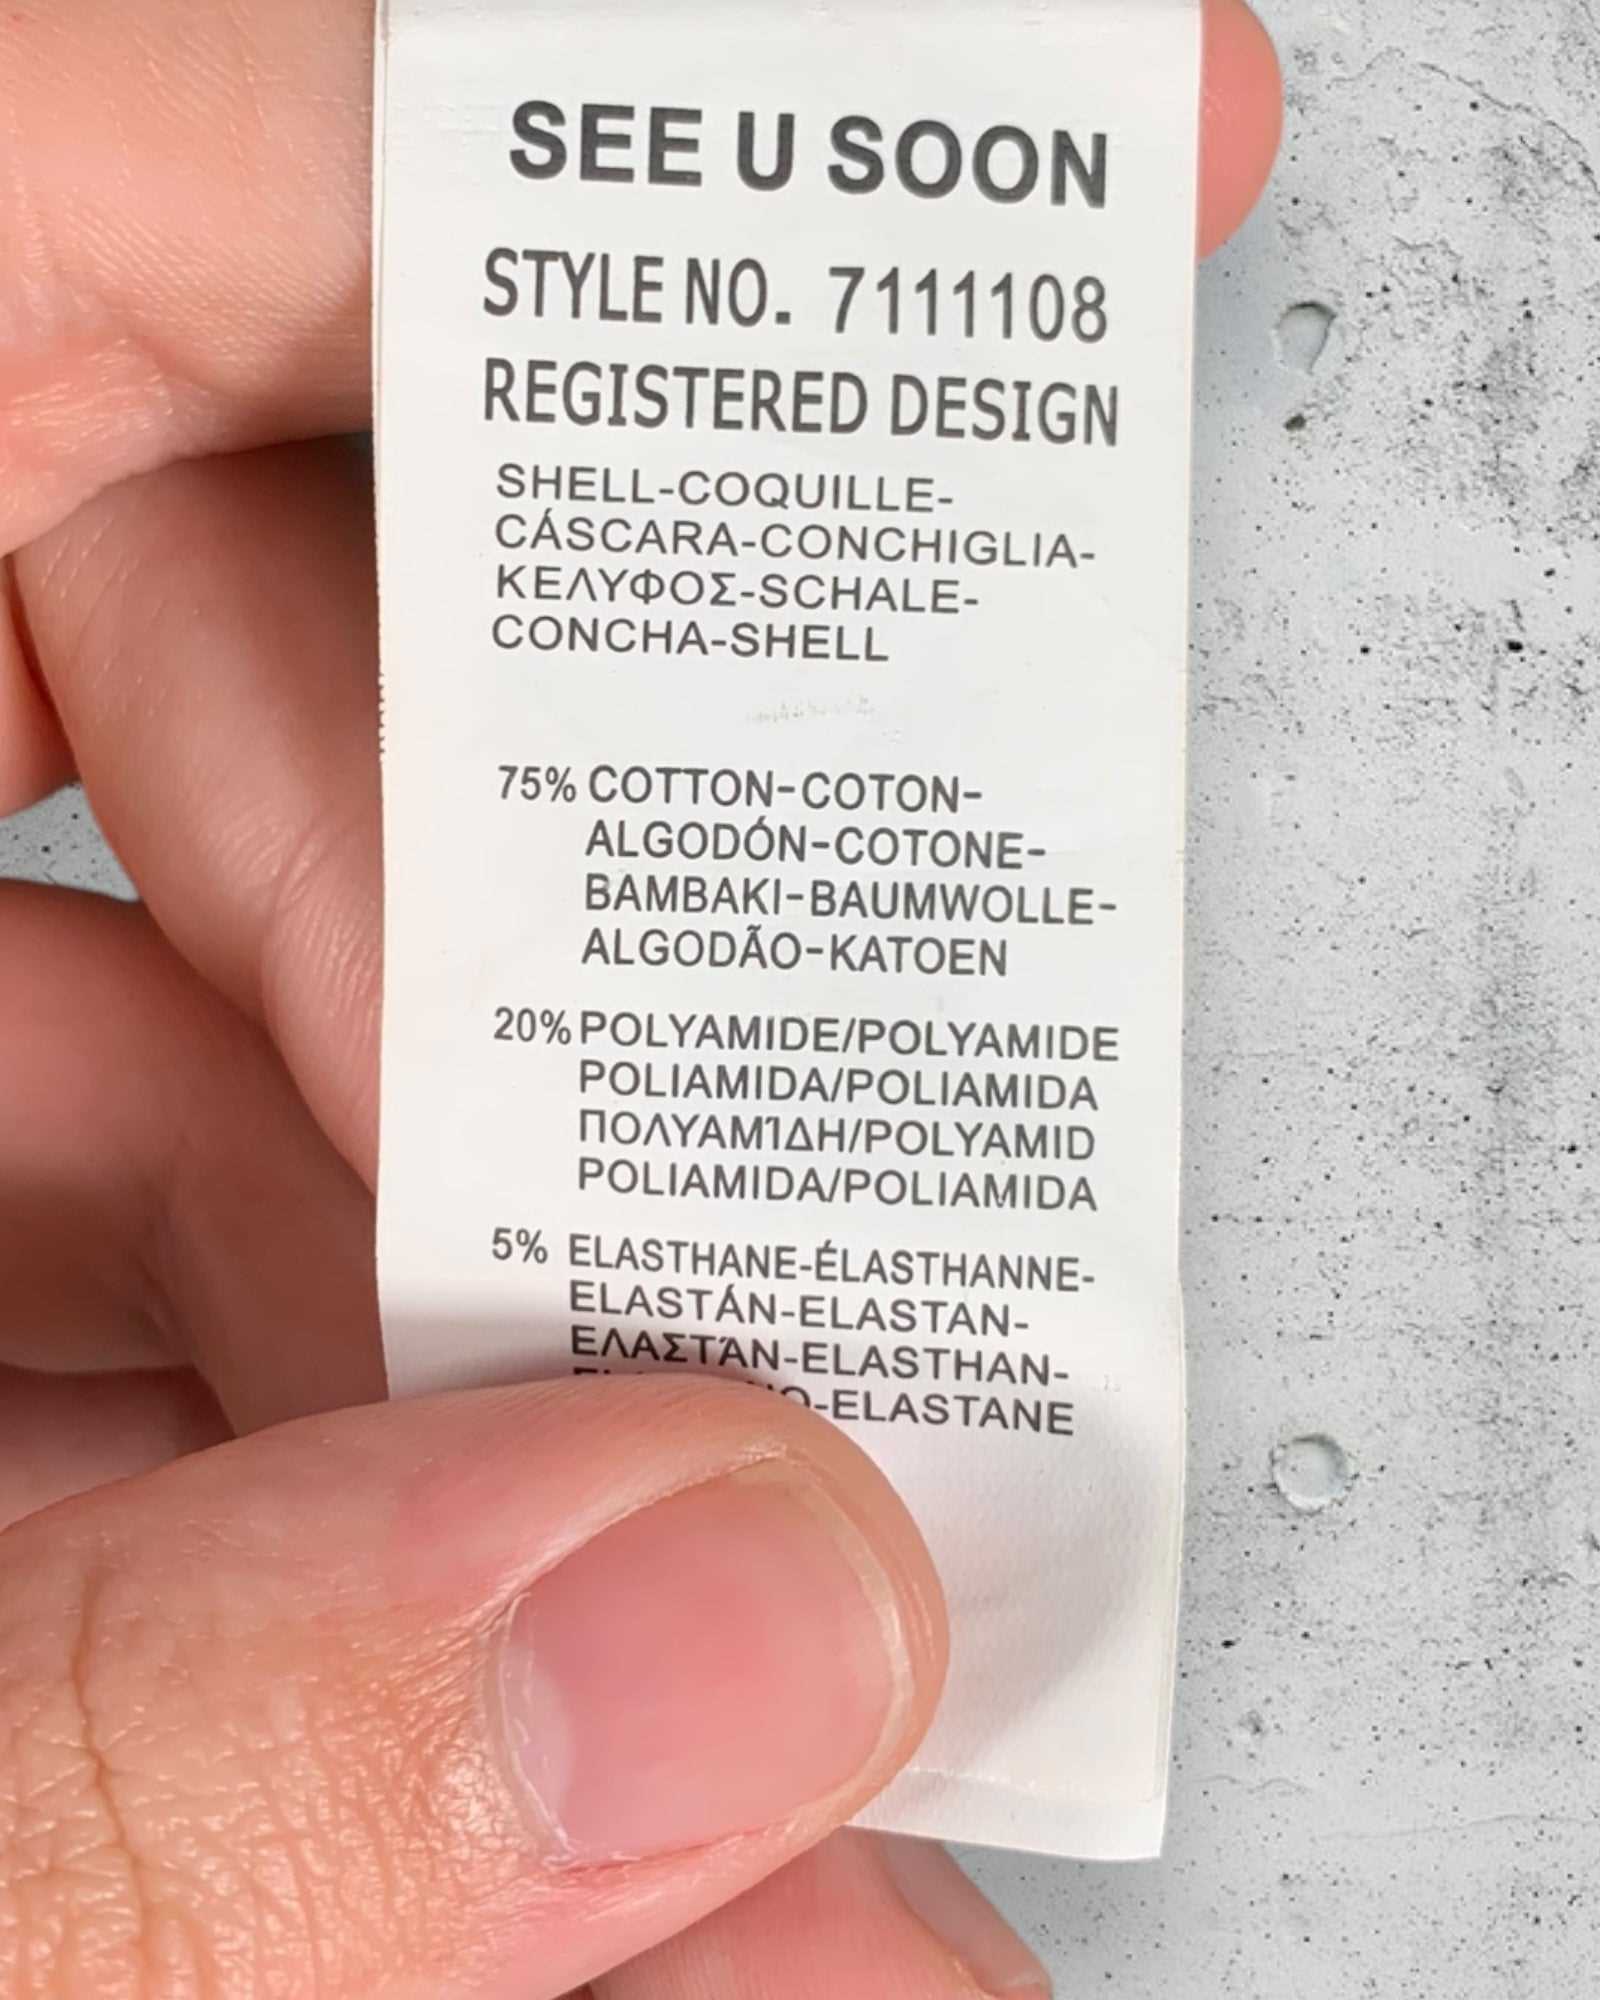 SEE U SOON
STYLE NO. 7111108
REGISTERED DESIGN
SHELL-COQUILLE-
CÁSCARA-CONCHIGLIA-
ΚΕΛΥΦΟΣ-SCHALE-
CONCHA-SHELL
75% COTTON-COTON-
ALGODÓN-COTONE-
BAMBAKI-BAUMWOLLE-
ALGODÃO-KATOEN
20% POLYAMIDE/POLYAMIDE
POLIAMIDA/POLIAMIDA
ΠΟΛΥΑΜΊΔΗ/POLYAMID
POLIAMIDA/POLIAMIDA
5% ELASTHANE-ÉLASTHANNE-
ELASTÁN-ELASTAN-
ΕΛΑΣΤΆΝ-ELASTHAN-
-ELASTANE